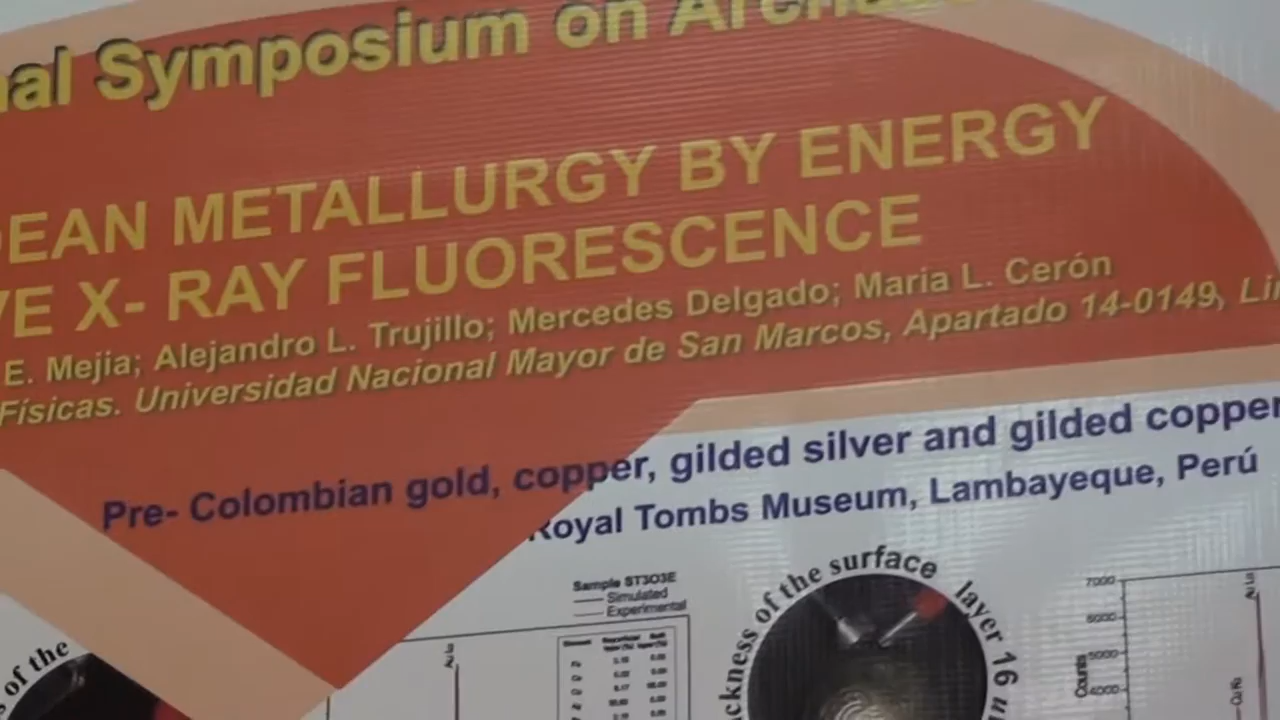 nal Symposium on
DEAN METALLURGY BY ENERGY
VE X- RAY FLUORESCENCE
E. Mejia; Alejandro L. Trujillo; Mercedes Delgado; Maria L. Cerón
Físicas. Universidad Nacional Mayor de San Marcos, Apartado 14-0149, Li
Pre- Colombian gold, copper, gilded silver and gilded copper
Royal Tombs Museum, Lambayeque, Perú
Sample ST3O3E
Simulated
Experimental
of the
ckness of the surface layer 16
7000
6000
5000
4000
Counts